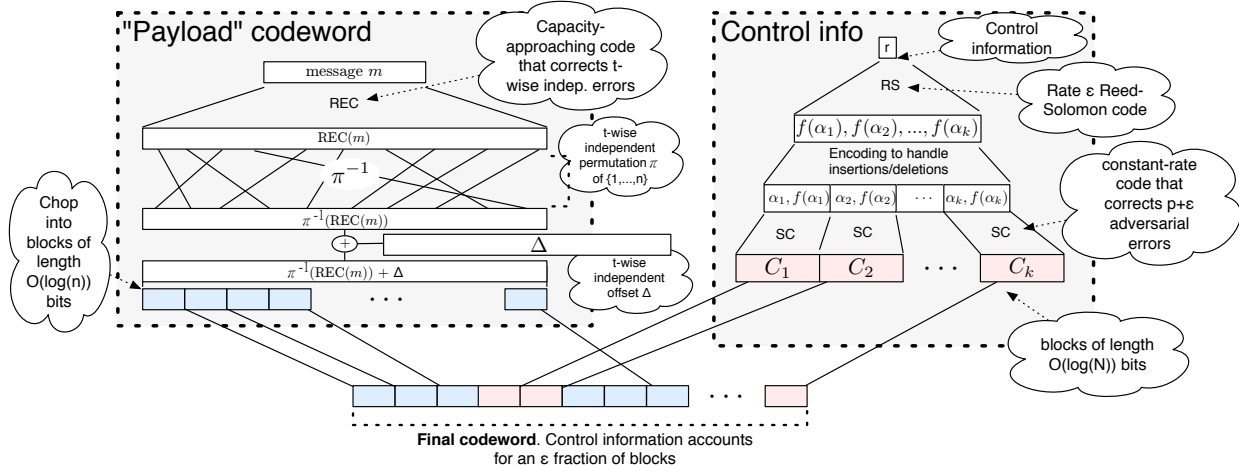 "Payload" codeword
message m
REC
Capacity-
approaching code
that corrects t-
wise indep. errors
REC(m)
π⁻¹
t-wise
independent
permutation π
of {1,...,n}
π⁻¹(REC(m))
+
Δ
t-wise
independent
offset Δ
π⁻¹(REC(m)) + Δ
Chop
into
blocks of
length
O(log(n))
bits
· · ·
Control info
r
Control
information
RS
Rate ε Reed-
Solomon code
f(α₁), f(α₂), ..., f(αₖ)
Encoding to handle
insertions/deletions
α₁, f(α₁) α₂, f(α₂) · · · αₖ, f(αₖ)
constant-rate
code that
corrects p+ε
adversarial
errors
SC SC SC
C₁ C₂ · · · Cₖ
blocks of length
O(log(N)) bits
· · ·
Final codeword. Control information accounts
for an ε fraction of blocks